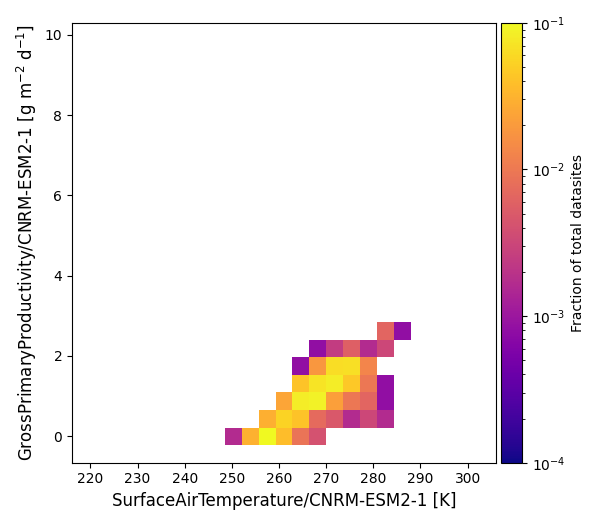 GrossPrimaryProductivity/CNRM-ESM2-1 [g m⁻² d⁻¹]
10
8
6
4
2
0
220 230 240 250 260 270 280 290 300
SurfaceAirTemperature/CNRM-ESM2-1 [K]
10⁻¹
10⁻²
10⁻³
10⁻⁴
Fraction of total datasites